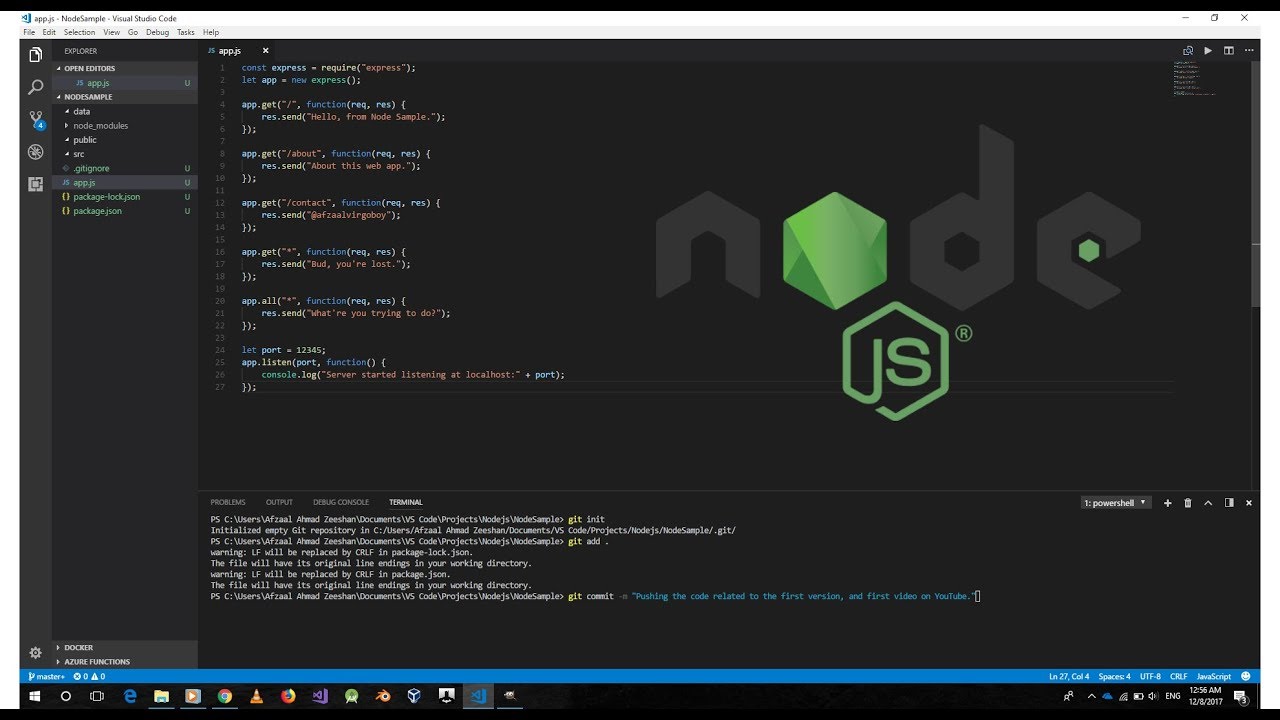 app.js - NodeSample - Visual Studio Code
File Edit Selection View Go Debug Tasks Help
EXPLORER
OPEN EDITORS
JS app.js U
NODESAMPLE
data
node_modules
public
src
.gitignore U
JS app.js U
{} package-lock.json U
{} package.json U
DOCKER
AZURE FUNCTIONS
4
JS app.js ×
1 const express = require("express");
2 let app = new express();
3
4 app.get("/", function(req, res) {
5 res.send("Hello, from Node Sample.");
6 });
7
8 app.get("/about", function(req, res) {
9 res.send("About this web app.");
10 });
11
12 app.get("/contact", function(req, res) {
13 res.send("@afzaalvirgoboy");
14 });
15
16 app.get("*", function(req, res) {
17 res.send("Bud, you're lost.");
18 });
19
20 app.all("*", function(req, res) {
21 res.send("What're you trying to do?");
22 });
23
24 let port = 12345;
25 app.listen(port, function() {
26 console.log("Server started listening at localhost:" + port);
27 });
node
JS ®
PROBLEMS OUTPUT DEBUG CONSOLE TERMINAL 1: powershell
PS C:\Users\Afzaal Ahmad Zeeshan\Documents\VS Code\Projects\Nodejs\NodeSample> git init
Initialized empty Git repository in C:/Users/Afzaal Ahmad Zeeshan/Documents/VS Code/Projects/Nodejs/NodeSample/.git/
PS C:\Users\Afzaal Ahmad Zeeshan\Documents\VS Code\Projects\Nodejs\NodeSample> git add .
warning: LF will be replaced by CRLF in package-lock.json.
The file will have its original line endings in your working directory.
warning: LF will be replaced by CRLF in package.json.
The file will have its original line endings in your working directory.
PS C:\Users\Afzaal Ahmad Zeeshan\Documents\VS Code\Projects\Nodejs\NodeSample> git commit -m "Pushing the code related to the first version, and first video on YouTube."
master+ 0 0 Ln 27, Col 4 Spaces: 4 UTF-8 CRLF JavaScript
ENG 12:56 AM
12/8/2017 3